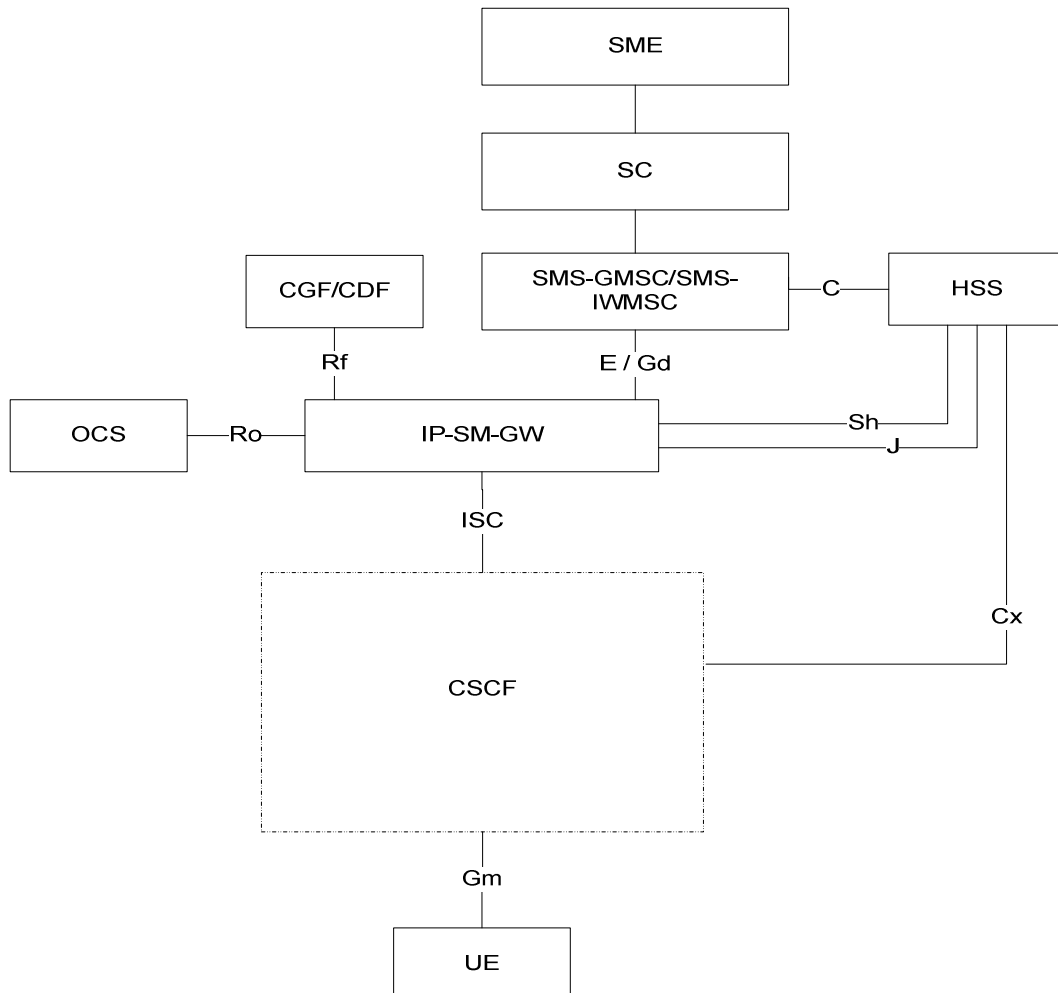 SME
SC
SMS-GMSC/SMS-
IWMSC
C
HSS
CGF/CDF
Rf
E / Gd
OCS
Ro
IP-SM-GW
Sh
J
ISC
Cx
CSCF
Gm
UE